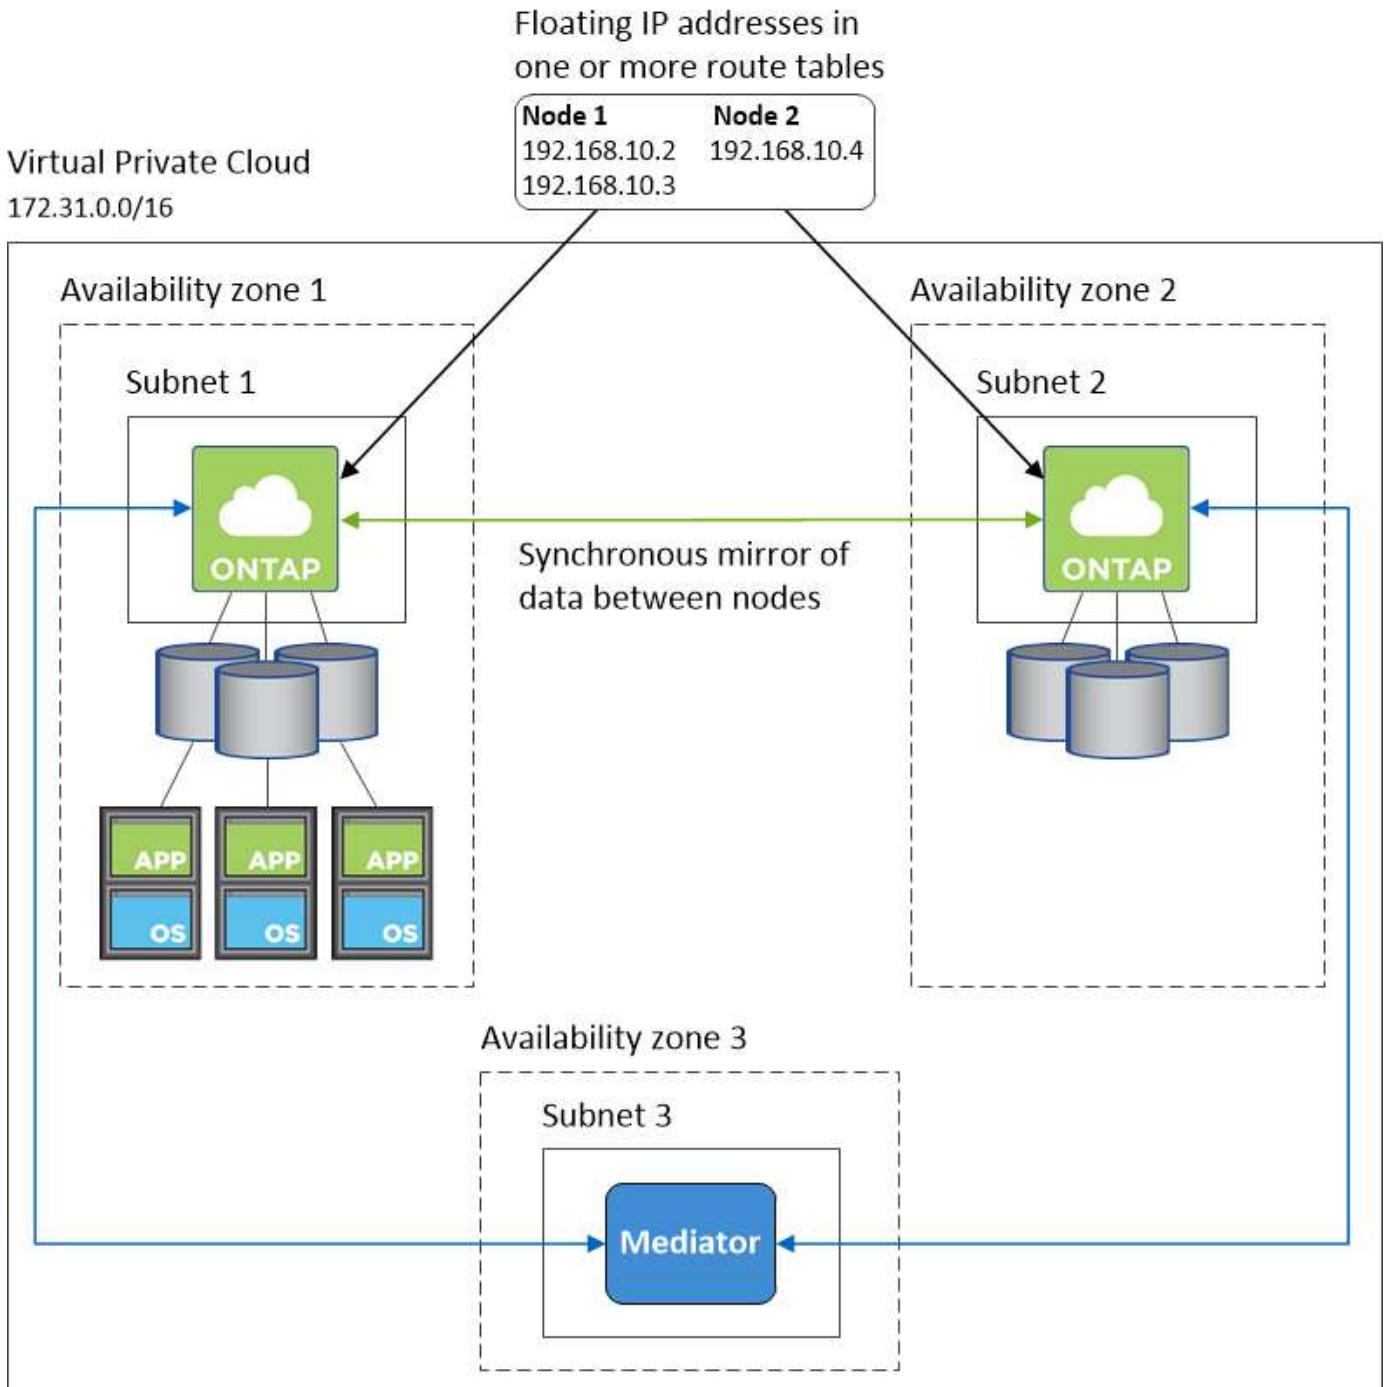 Floating IP addresses in
one or more route tables
Node 1 Node 2
192.168.10.2 192.168.10.4
192.168.10.3
Virtual Private Cloud
172.31.0.0/16
Availability zone 1
Availability zone 2
Subnet 1
Subnet 2
ONTAP
ONTAP
Synchronous mirror of
data between nodes
APP APP APP
OS OS OS
Availability zone 3
Subnet 3
Mediator